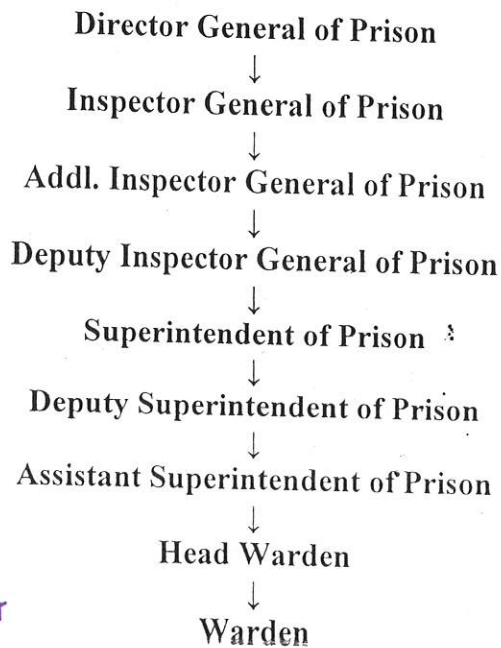 Director General of Prison
↓
Inspector General of Prison
↓
Addl. Inspector General of Prison
↓
Deputy Inspector General of Prison
↓
Superintendent of Prison
↓
Deputy Superintendent of Prison
↓
Assistant Superintendent of Prison
↓
Head Warden
↓
Warden